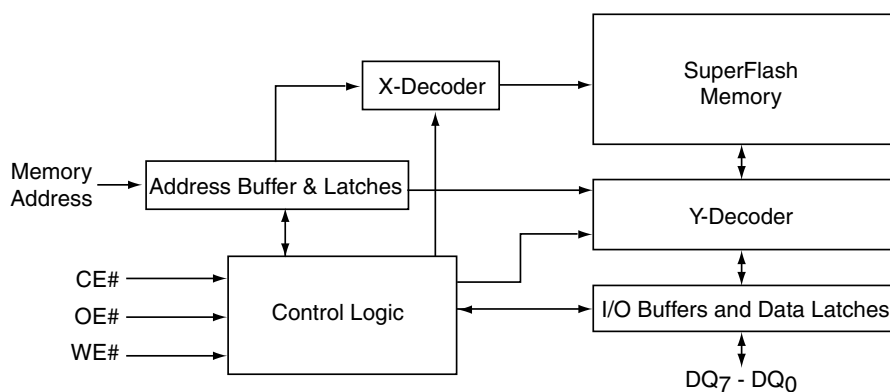 SuperFlash
Memory
X-Decoder
Memory
Address
Address Buffer & Latches
Y-Decoder
CE#
OE#
WE#
Control Logic
I/O Buffers and Data Latches
DQ7 - DQ0